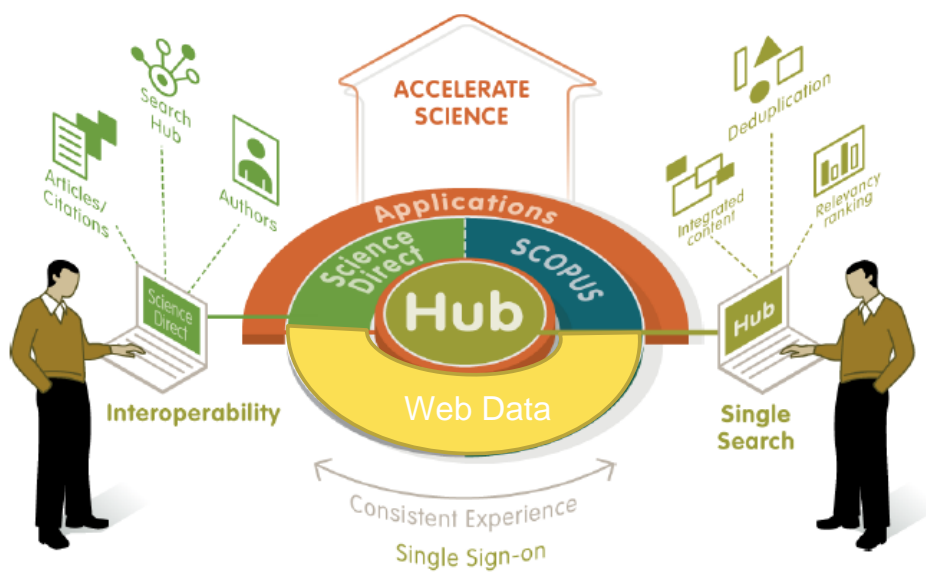 ACCELERATE
SCIENCE
Search
Hub
Articles/
Citations
Authors
Deduplication
Integrated
content
Relevancy
ranking
Applications
Science
Direct
SCOPUS
Hub
Web Data
Science
Direct
Interoperability
Hub
Single
Search
Consistent Experience
Single Sign-on